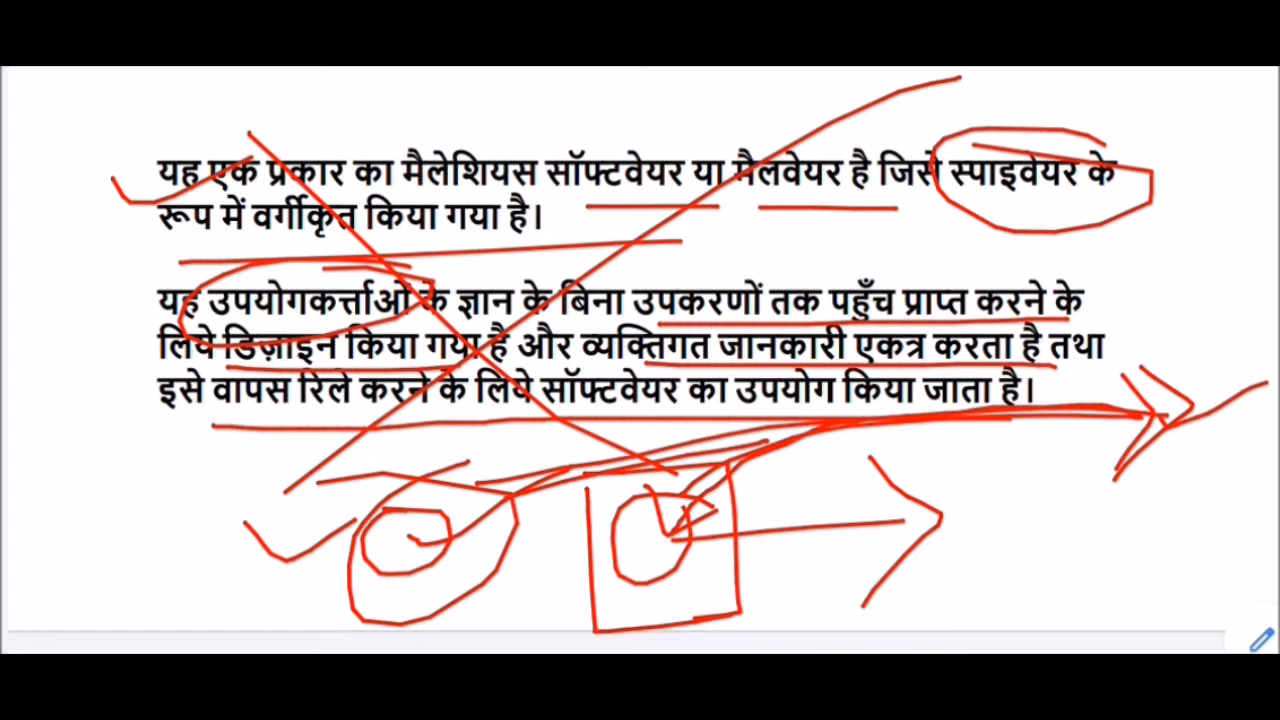 यह एक प्रकार का मैलेशियस सॉफ्टवेयर या मैलवेयर है जिसे स्पाइवेयर के
रूप में वर्गीकृत किया गया है।
यह उपयोगकर्त्ताओं के ज्ञान के बिना उपकरणों तक पहुँच प्राप्त करने के
लिये डिज़ाइन किया गया है और व्यक्तिगत जानकारी एकत्र करता है तथा
इसे वापस रिले करने के लिये सॉफ्टवेयर का उपयोग किया जाता है।